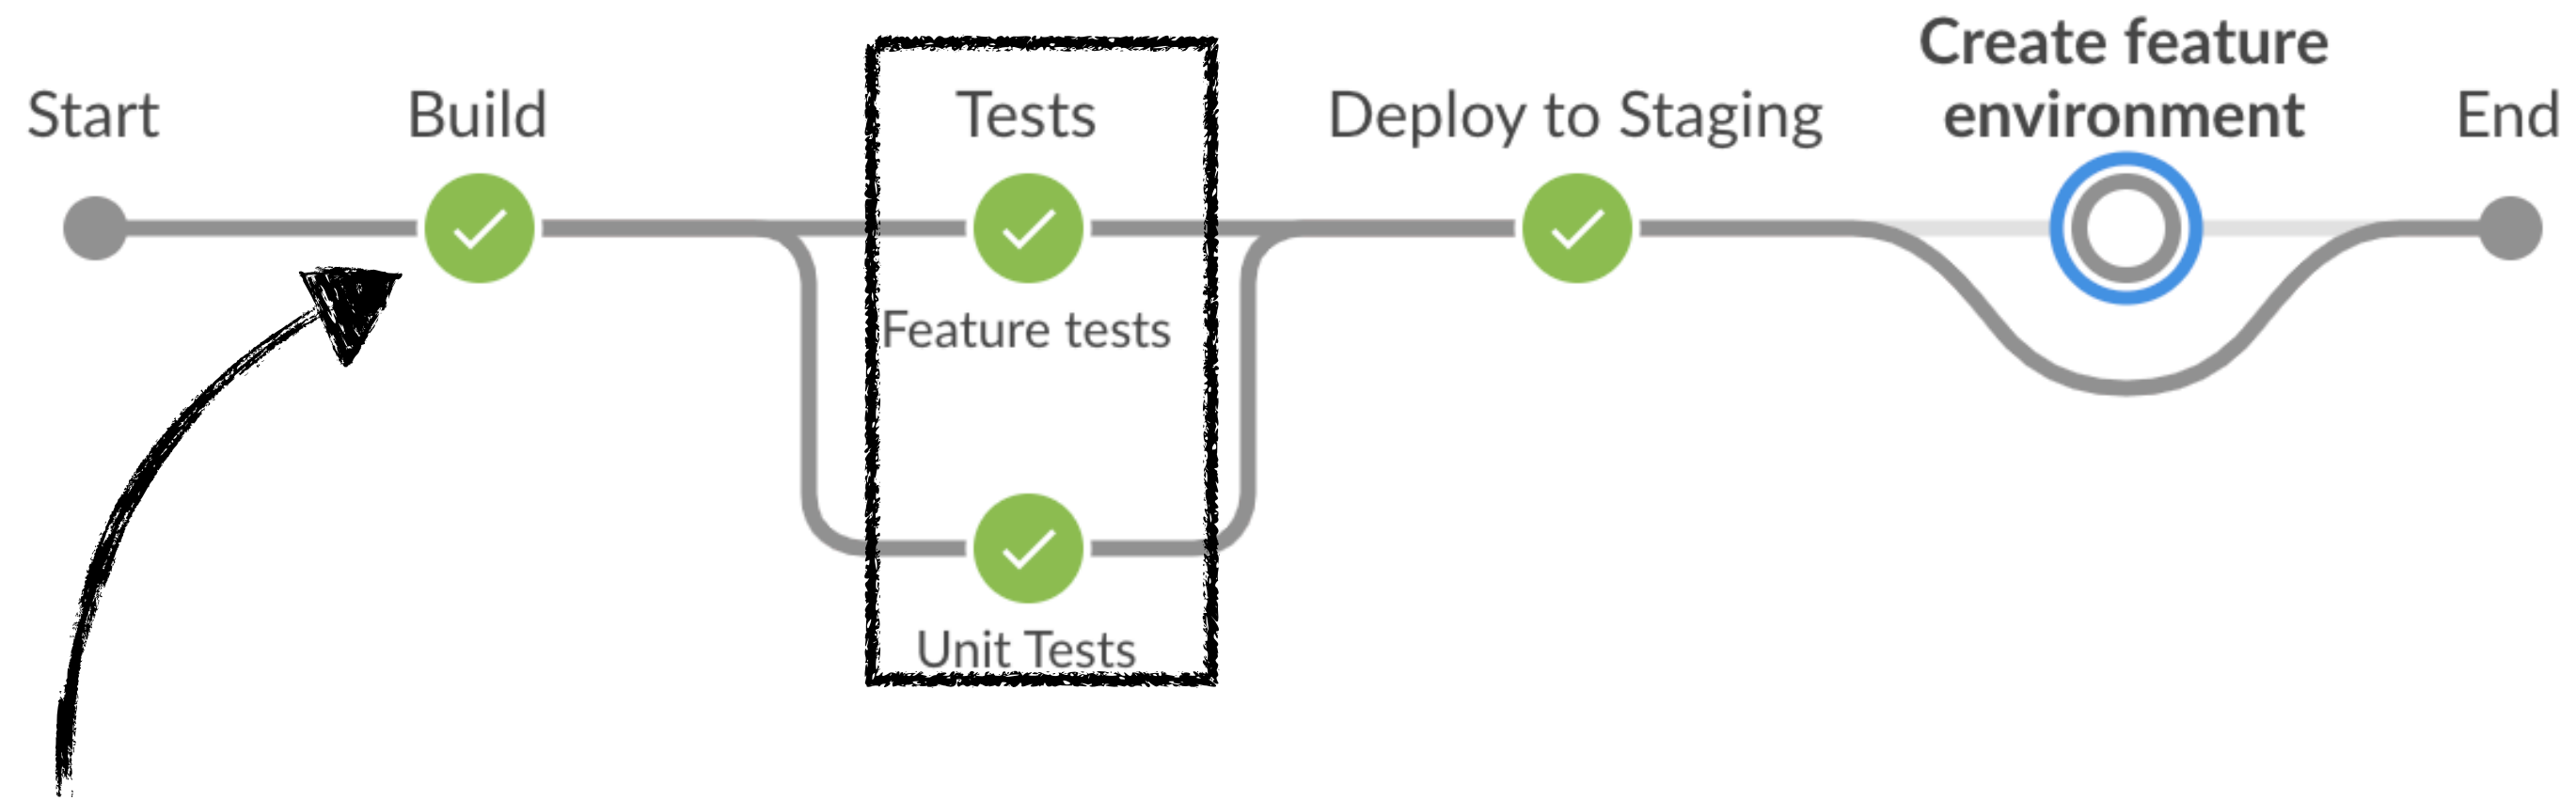 Start
Build
Tests
Deploy to Staging
Create feature
environment
End
Feature tests
Unit Tests